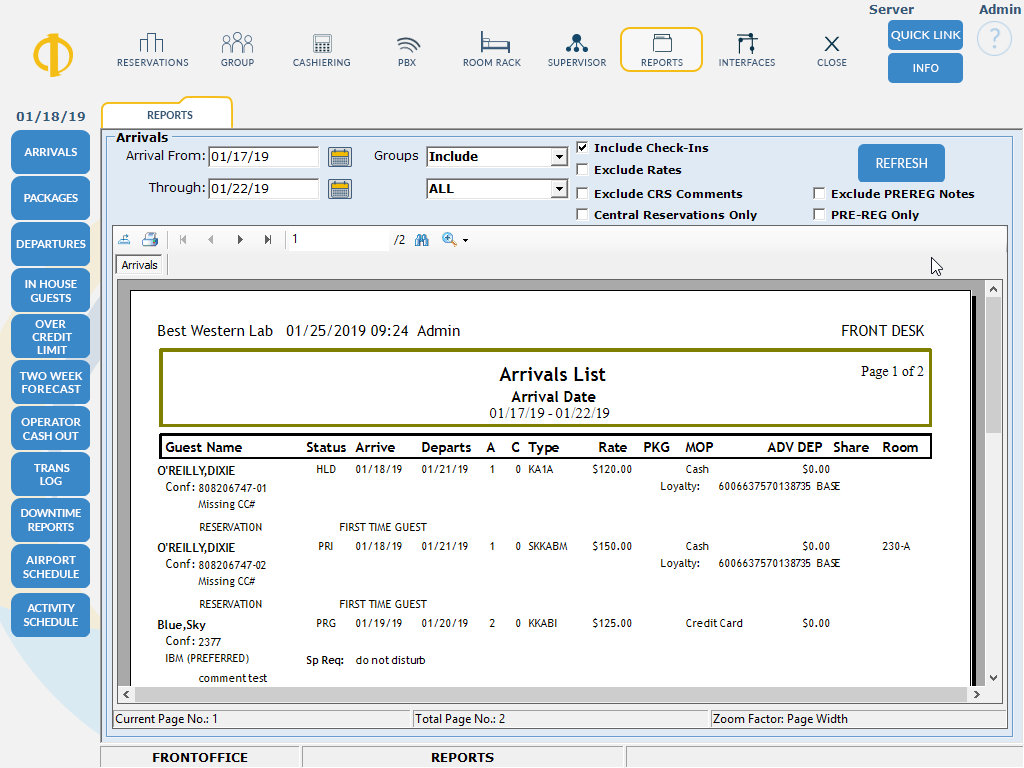 Server Admin
RESERVATIONS GROUP CASHIERING PBX ROOM RACK SUPERVISOR REPORTS INTERFACES CLOSE
QUICK LINK
INFO
?
01/18/19
ARRIVALS
PACKAGES
DEPARTURES
IN HOUSE
GUESTS
OVER
CREDIT
LIMIT
TWO WEEK
FORECAST
OPERATOR
CASH OUT
TRANS
LOG
DOWNTIME
REPORTS
AIRPORT
SCHEDULE
ACTIVITY
SCHEDULE
REPORTS
Arrivals
Arrival From: 01/17/19 Groups Include Include Check-Ins
Exclude Rates
REFRESH
Through: 01/22/19 ALL Exclude CRS Comments Exclude PREREG Notes
Central Reservations Only PRE-REG Only
1 /2
Arrivals
Best Western Lab 01/25/2019 09:24 Admin FRONT DESK
Arrivals List Page 1 of 2
Arrival Date
01/17/19 - 01/22/19
Guest Name Status Arrive Departs A C Type Rate PKG MOP ADV DEP Share Room
O'REILLY,DIXIE HLD 01/18/19 01/21/19 1 0 KA1A $120.00 Cash $0.00
Conf: 808206747-01 Loyalty: 6006637570138735 BASE
Missing CC#
RESERVATION FIRST TIME GUEST
O'REILLY,DIXIE PRI 01/18/19 01/21/19 1 0 SKKABM $150.00 Cash $0.00 230-A
Conf: 808206747-02 Loyalty: 6006637570138735 BASE
Missing CC#
RESERVATION FIRST TIME GUEST
Blue,Sky PRG 01/19/19 01/20/19 2 0 KKABI $125.00 Credit Card $0.00
Conf: 2377
IBM (PREFERRED) Sp Req: do not disturb
comment test
Current Page No.: 1 Total Page No.: 2 Zoom Factor: Page Width
FRONTOFFICE REPORTS